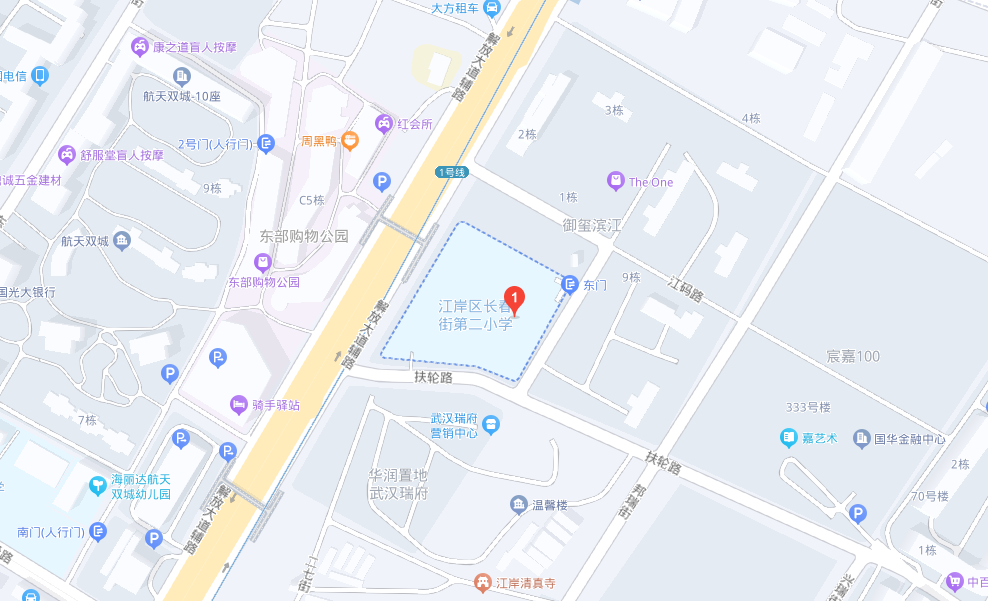 大方租车
康之道盲人按摩
解放大道辅路
电信
航天双城-10座
3栋
4栋
红会所
2栋
2号门(人行门)
周黑鸭
舒服堂盲人按摩
1号线
诚五金建材
The One
9栋
P
C5栋
1栋
御玺滨江
东部购物公园
航天双城
东部购物公园
9栋
东门
江码路
国光大银行
1
江岸区长春
街第二小学
解放大道辅路
宸嘉100
P
P
扶轮路
骑手驿站
333号楼
7栋
武汉瑞府
营销中心
P
嘉艺术
国华金融中心
P
扶轮路
2栋
华润置地
武汉瑞府
海丽达航天
双城幼儿园
邦瑞街
70号楼
温馨楼
P
解放大道辅路
南门(人行门)
P
1栋
路
二七街
江岸清真寺
兴瑞街
中百